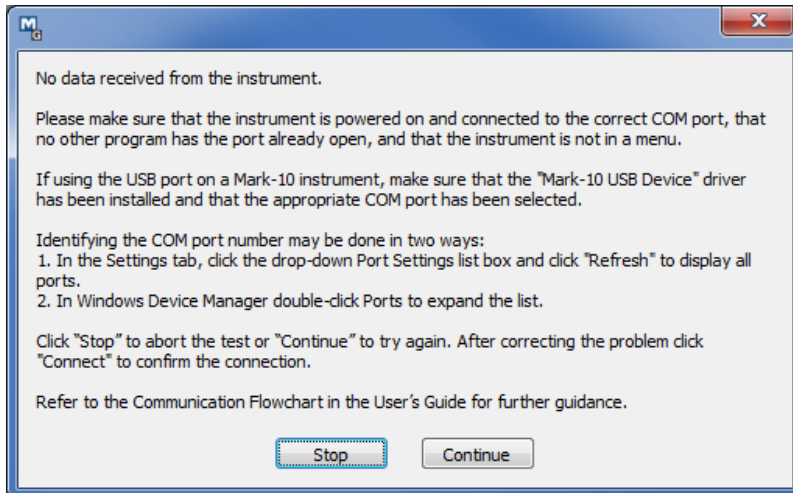 M
G
X
No data received from the instrument.
Please make sure that the instrument is powered on and connected to the correct COM port, that
no other program has the port already open, and that the instrument is not in a menu.
If using the USB port on a Mark-10 instrument, make sure that the "Mark-10 USB Device" driver
has been installed and that the appropriate COM port has been selected.
Identifying the COM port number may be done in two ways:
1. In the Settings tab, click the drop-down Port Settings list box and click "Refresh" to display all
ports.
2. In Windows Device Manager double-click Ports to expand the list.
Click “Stop” to abort the test or “Continue” to try again. After correcting the problem click
"Connect" to confirm the connection.
Refer to the Communication Flowchart in the User’s Guide for further guidance.
Stop Continue